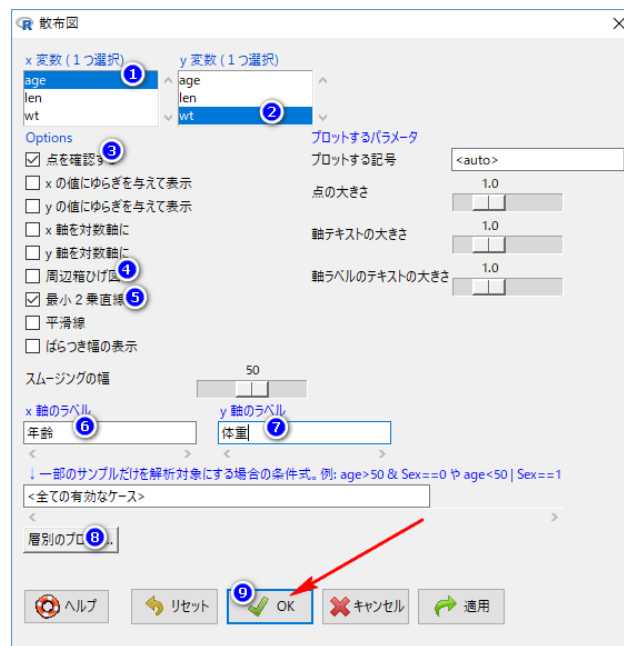 散布図
x 変数 (１つ選択)
y 変数 (１つ選択)
1
age
len
wt
age
len
wt
2
Options
プロットするパラメータ
点を確認す
3
プロットする記号
<auto>
x の値にゆらぎを与えて表示
y の値にゆらぎを与えて表示
点の大きさ
1.0
x 軸を対数軸に
y 軸を対数軸に
軸テキストの大きさ
1.0
周辺箱ひげ図
4
最小２乗直線
5
軸ラベルのテキストの大きさ
1.0
平滑線
ばらつき幅の表示
スムージングの幅
50
x 軸のラベル
y 軸のラベル
年齢
6
体重
7
↓一部のサンプルだけを解析対象にする場合の条件式。例: age>50 & Sex==0 や age<50 | Sex==1
<全ての有効なケース>
層別のプロ
8
..
ヘルプ
リセット
9
OK
キャンセル
適用